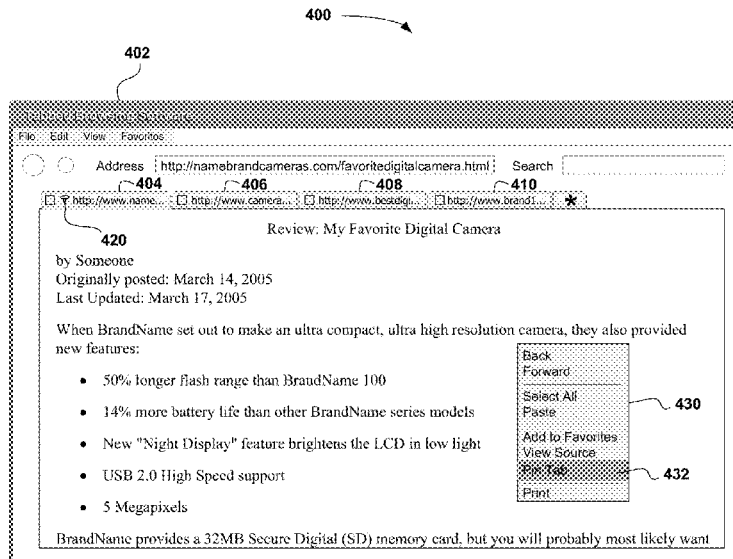 400
402
File Edit View Favorites
Address http://namebrandcameras.com/favoritedigitalcamera.html Search
404 406 408 410
http://www.name... http://www.camera... http://www.bestdigi... http://www.brand1... *
420
Review: My Favorite Digital Camera
by Someone
Originally posted: March 14, 2005
Last Updated: March 17, 2005
When BrandName set out to make an ultra compact, ultra high resolution camera, they also provided
new features:
• 50% longer flash range than BrandName 100
• 14% more battery life than other BrandName series models
• New "Night Display" feature brightens the LCD in low light
• USB 2.0 High Speed support
• 5 Megapixels
Back
Forward
Select All
Paste
430
Add to Favorites
View Source
Pin Tab
432
Print
BrandName provides a 32MB Secure Digital (SD) memory card, but you will probably most likely want